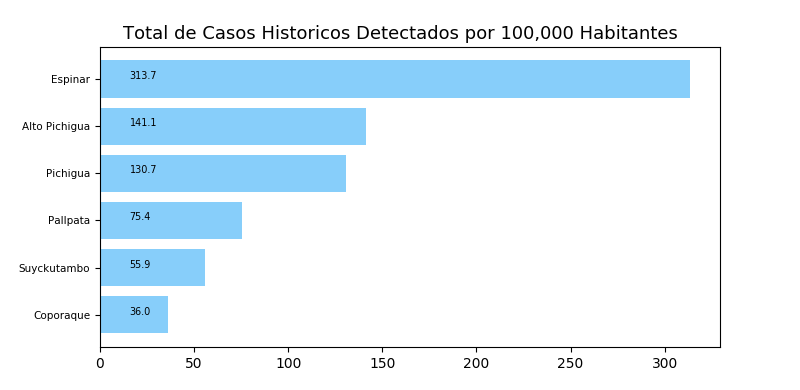 Total de Casos Historicos Detectados por 100,000 Habitantes
Espinar 313.7
Alto Pichigua 141.1
Pichigua 130.7
Pallpata 75.4
Suyckutambo 55.9
Coporaque 36.0
0 50 100 150 200 250 300